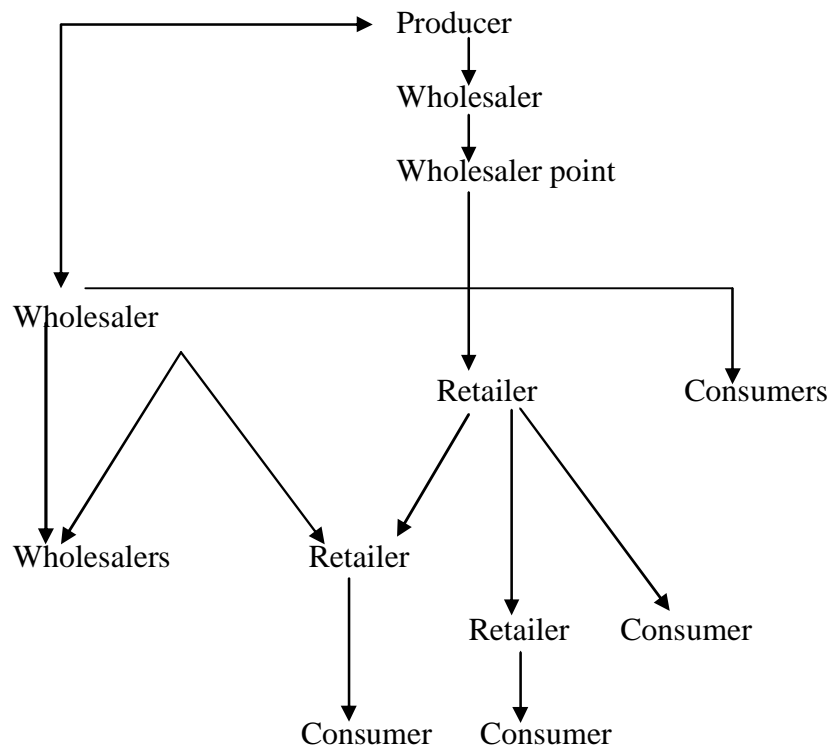 Producer
Wholesaler
Wholesaler point
Wholesaler
Retailer Consumers
Wholesalers Retailer
Retailer Consumer
Consumer Consumer